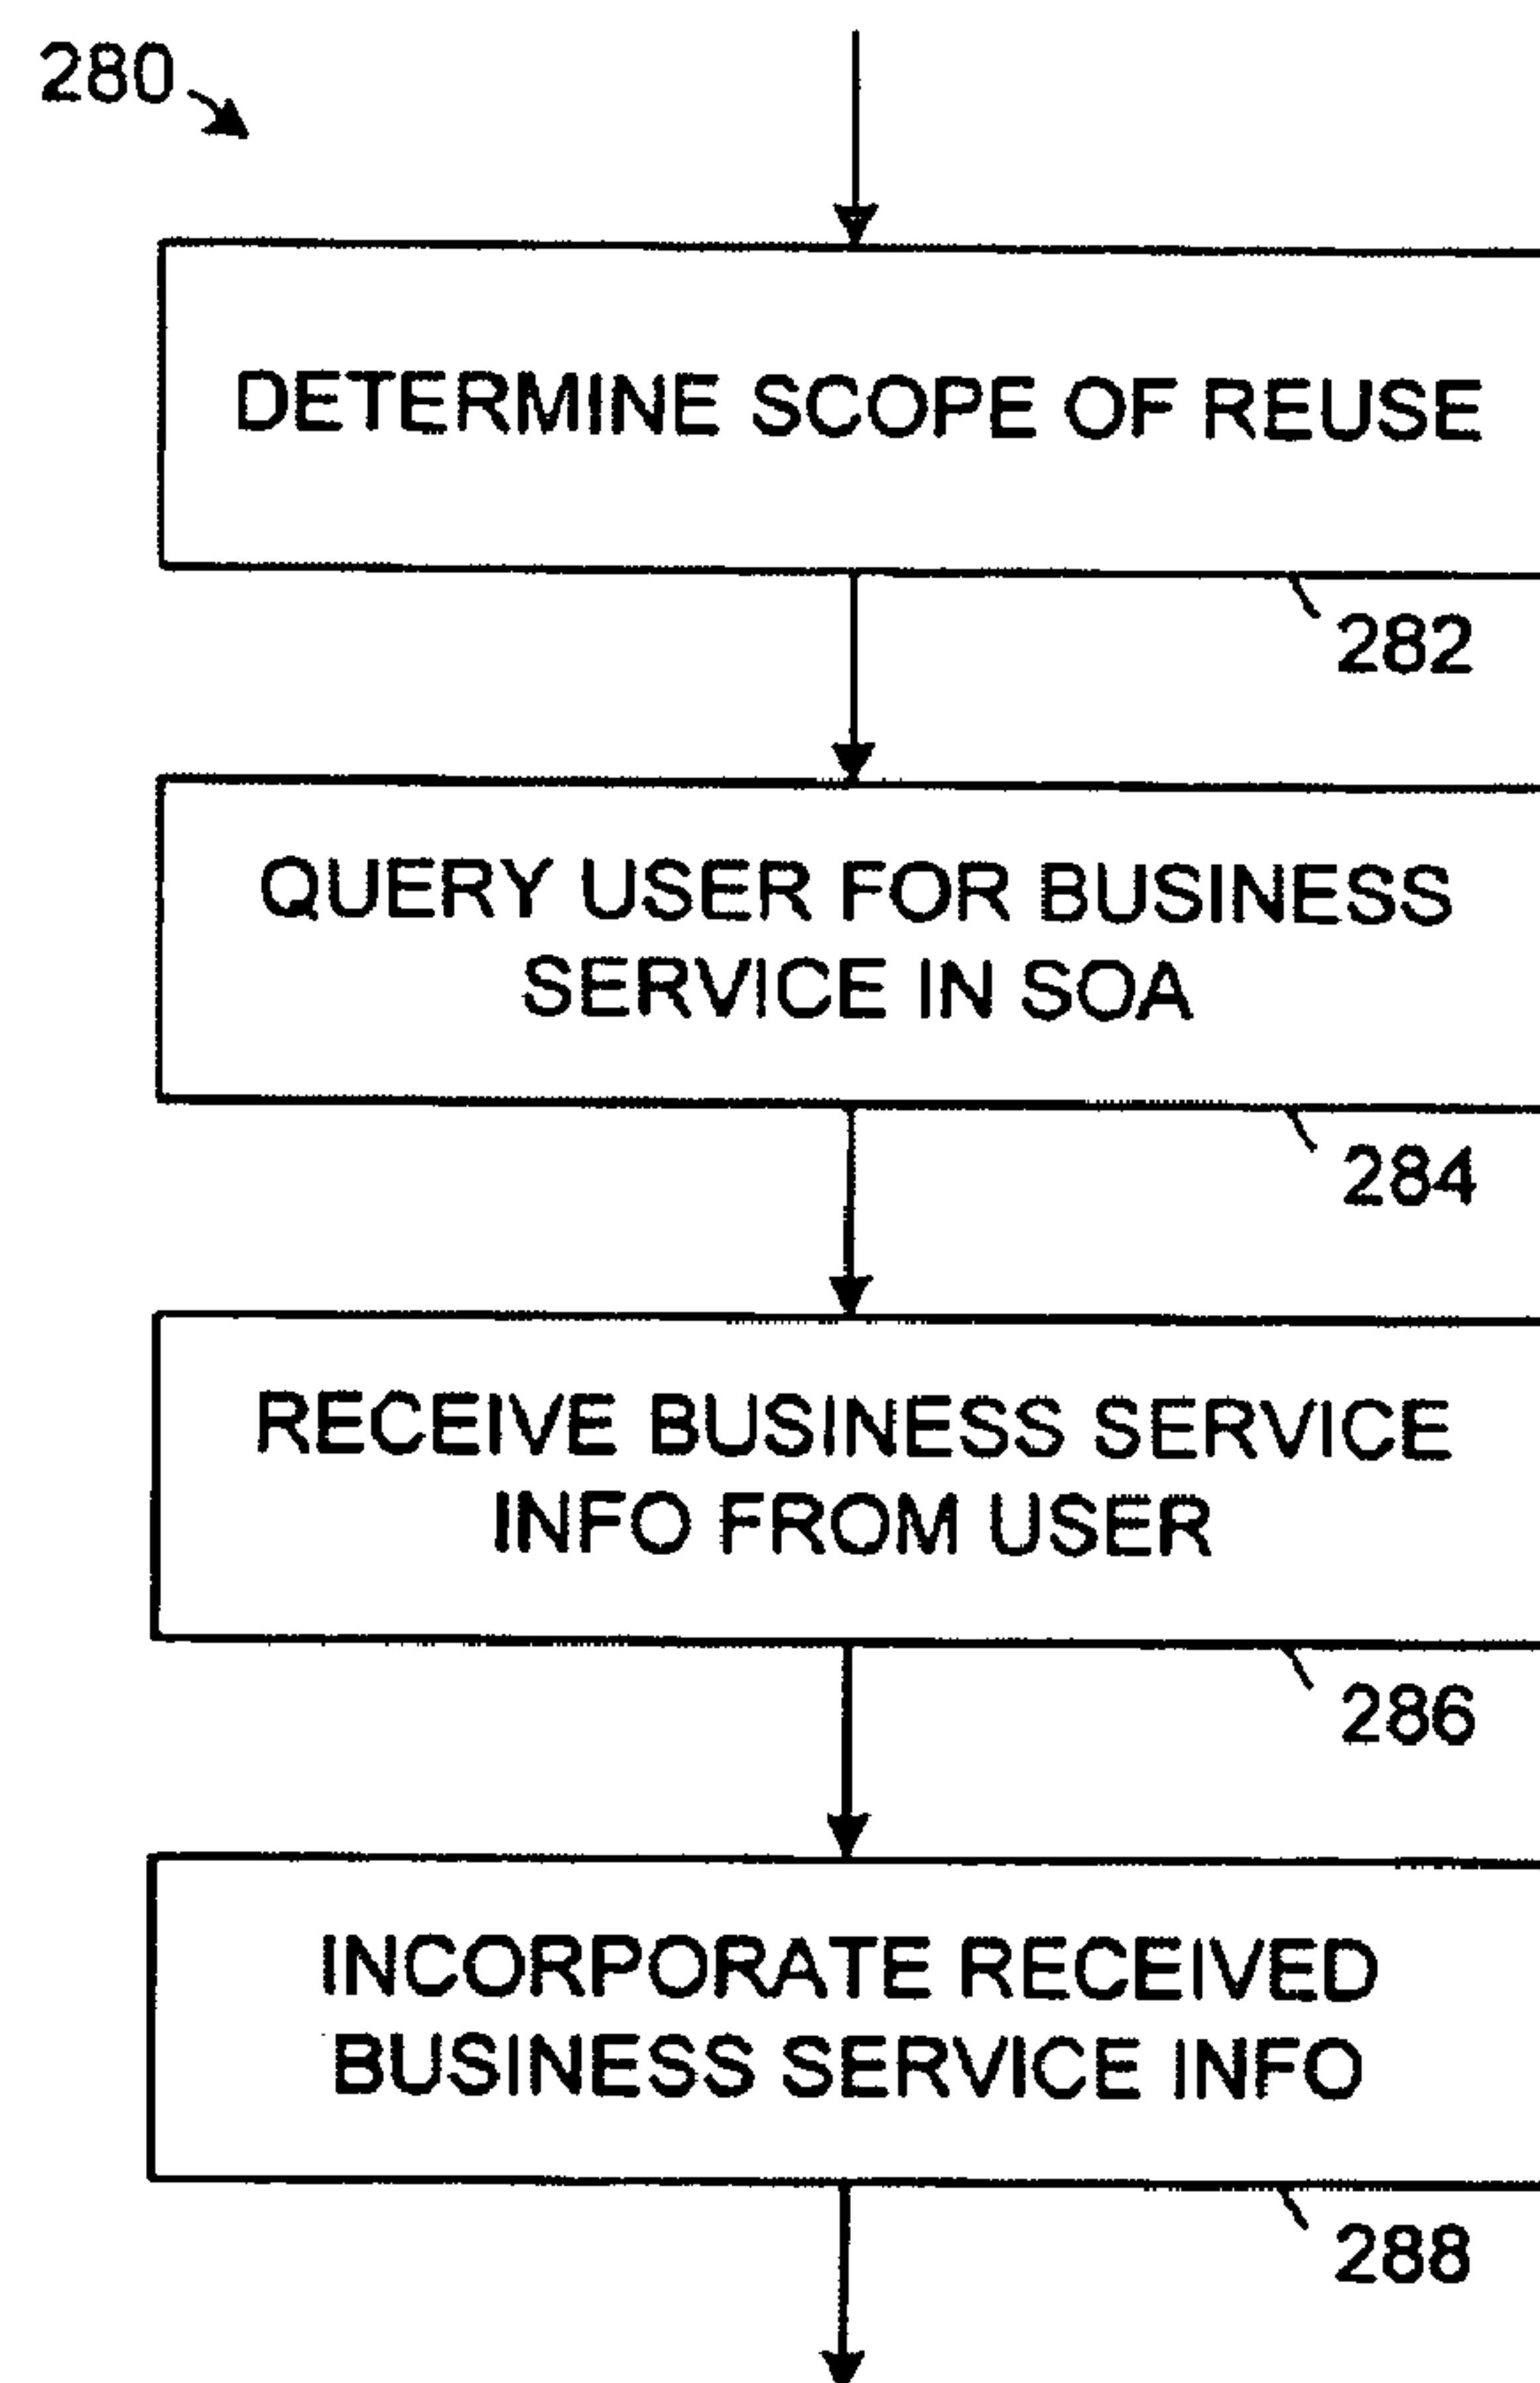 280
DETERMINE SCOPE OF REUSE
282
QUERY USER FOR BUSINESS
SERVICE IN SOA
284
RECEIVE BUSINESS SERVICE
INFO FROM USER
286
INCORPORATE RECEIVED
BUSINESS SERVICE INFO
288